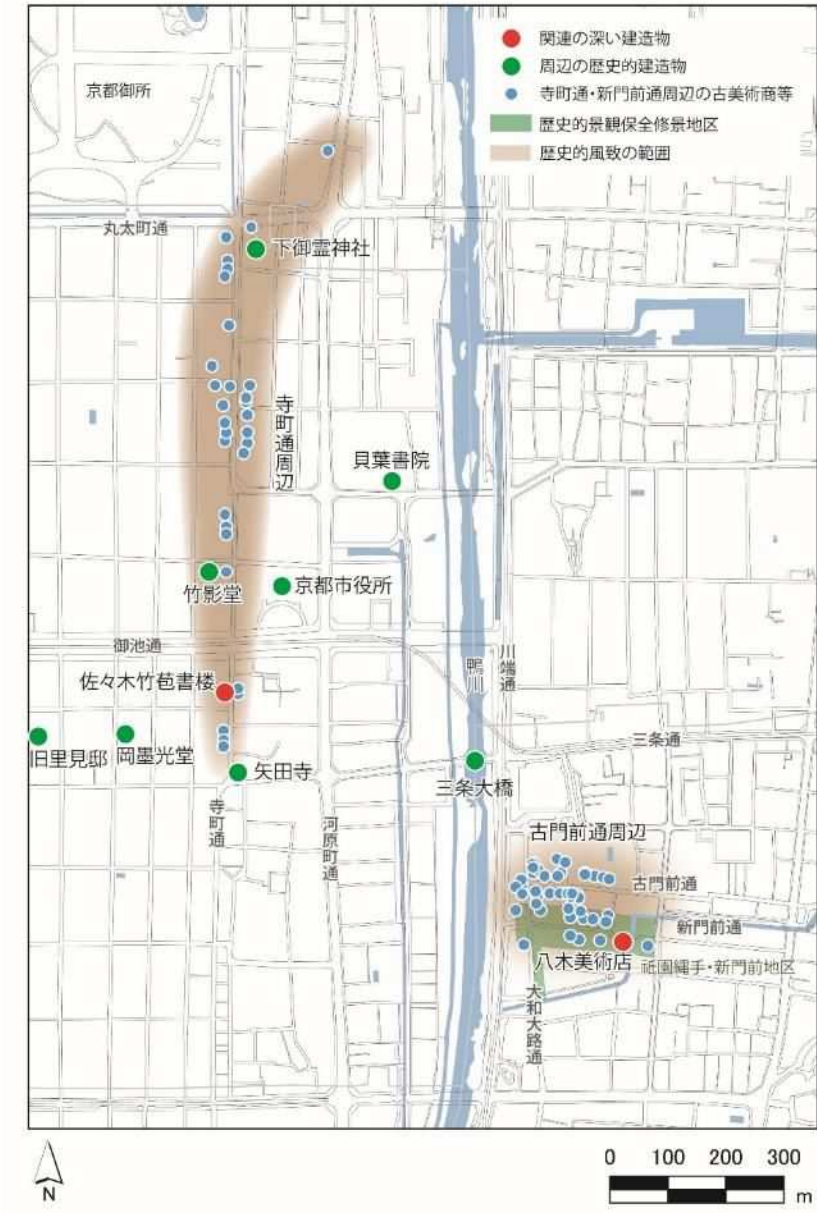 関連の深い建造物
周辺の歴史的建造物
寺町通・新門前通周辺の古美術商等
歴史的景観保全修景地区
歴史的風致の範囲
京都御所
丸太町通
下御霊神社
寺町通周辺
貝葉書院
竹影堂
京都市役所
御池通
鴨川
川端通
佐々木竹苞書楼
旧里見邸
岡墨光堂
矢田寺
三条通
三条大橋
寺町通
河原町通
古門前通周辺
古門前通
新門前通
八木美術店
祇園縄手・新門前地区
大和大路通
N
0 100 200 300
m